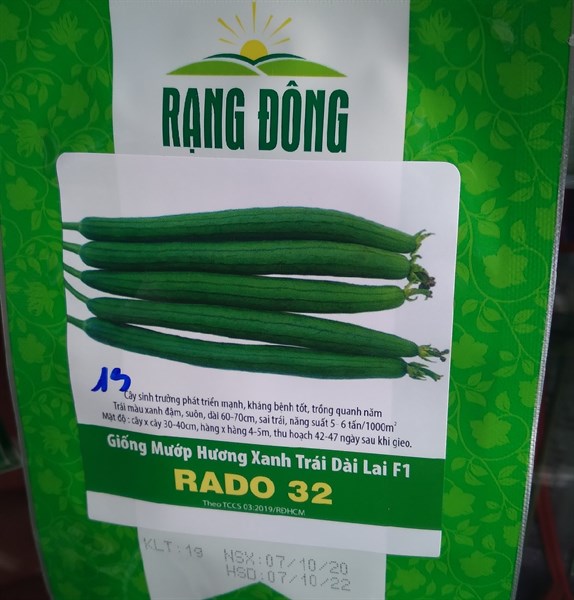 RẠNG ĐÔNG
15
Cây sinh trưởng phát triển mạnh, kháng bệnh tốt, trồng quanh năm
Trái màu xanh đậm, suôn, dài 60-70cm, sai trái, năng suất 5- 6 tấn/1000m²
Mật độ : cây x cây 30-40cm, hàng x hàng 4-5m, thu hoạch 42-47 ngày sau khi gieo.
Giống Mướp Hương Xanh Trái Dài Lai F1
RADO 32
Theo TCCS 03:2019/RĐHCM
KLT:1g NSX:07/10/20
HSD:07/10/22